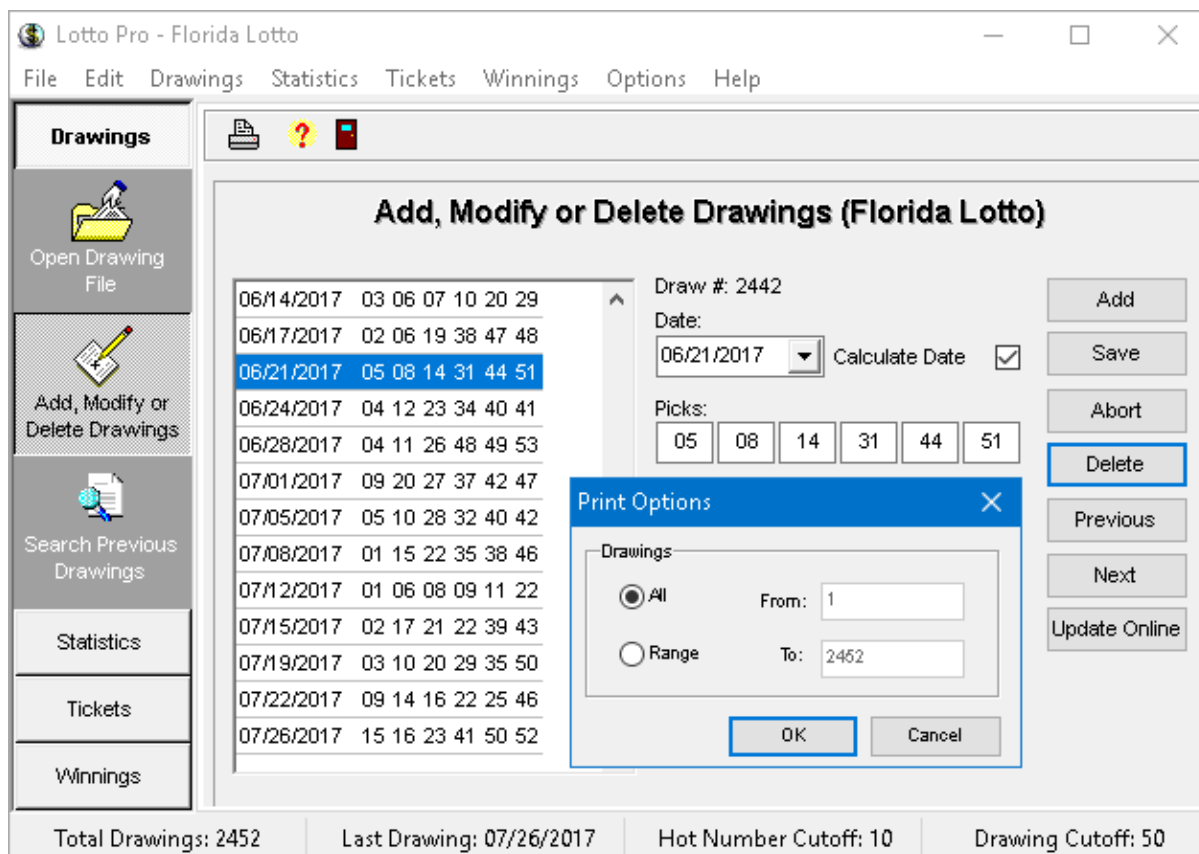 Lotto Pro - Florida Lotto
File Edit Drawings Statistics Tickets Winnings Options Help
Drawings
Open Drawing
File
Add, Modify or
Delete Drawings
Search Previous
Drawings
Statistics
Tickets
Winnings
Add, Modify or Delete Drawings (Florida Lotto)
06/14/2017 03 06 07 10 20 29
06/17/2017 02 06 19 38 47 48
06/21/2017 05 08 14 31 44 51
06/24/2017 04 12 23 34 40 41
06/28/2017 04 11 26 48 49 53
07/01/2017 09 20 27 37 42 47
07/05/2017 05 10 28 32 40 42
07/08/2017 01 15 22 35 38 46
07/12/2017 01 06 08 09 11 22
07/15/2017 02 17 21 22 39 43
07/19/2017 03 10 20 29 35 50
07/22/2017 09 14 16 22 25 46
07/26/2017 15 16 23 41 50 52
Draw #: 2442
Date:
06/21/2017 Calculate Date
Picks:
05 08 14 31 44 51
Add
Save
Abort
Delete
Previous
Next
Update Online
Print Options
Drawings
All From: 1
Range To: 2452
OK Cancel
Total Drawings: 2452 Last Drawing: 07/26/2017 Hot Number Cutoff: 10 Drawing Cutoff: 50